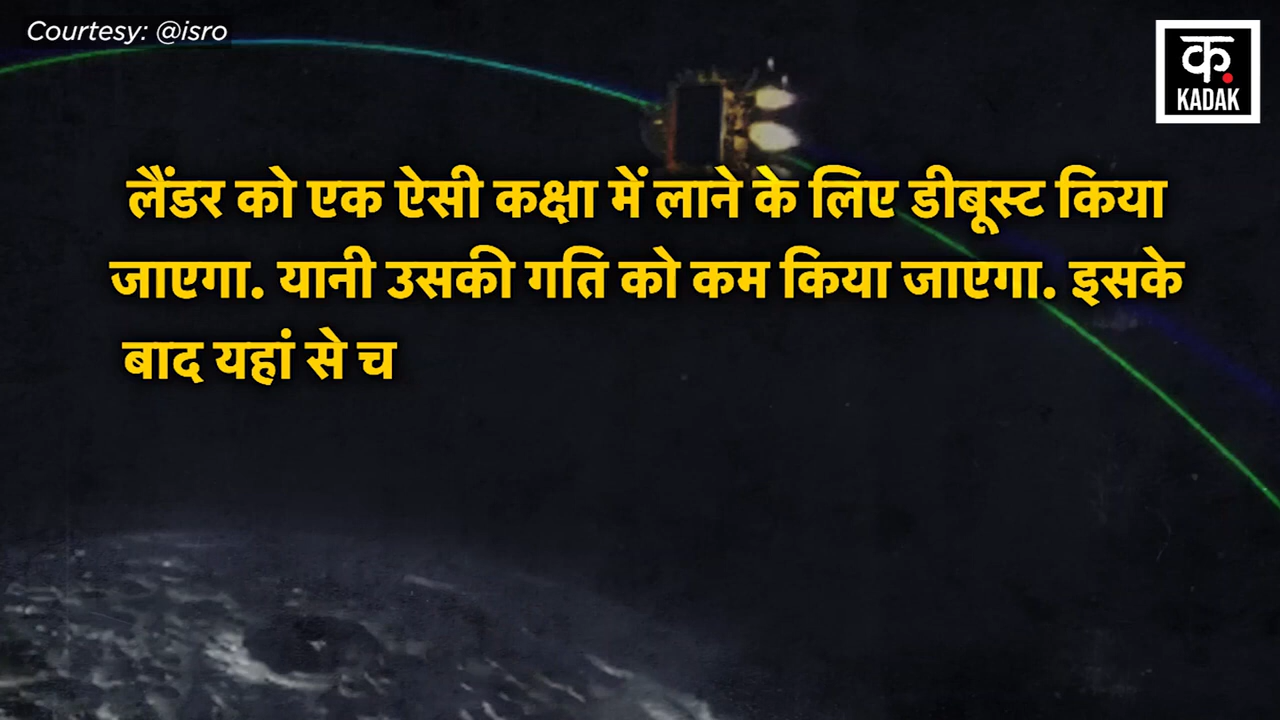 Courtesy: @isro
क.
KADAK
लैंडर को एक ऐसी कक्षा में लाने के लिए डीबूस्ट किया
जाएगा. यानी उसकी गति को कम किया जाएगा. इसके
बाद यहां से च